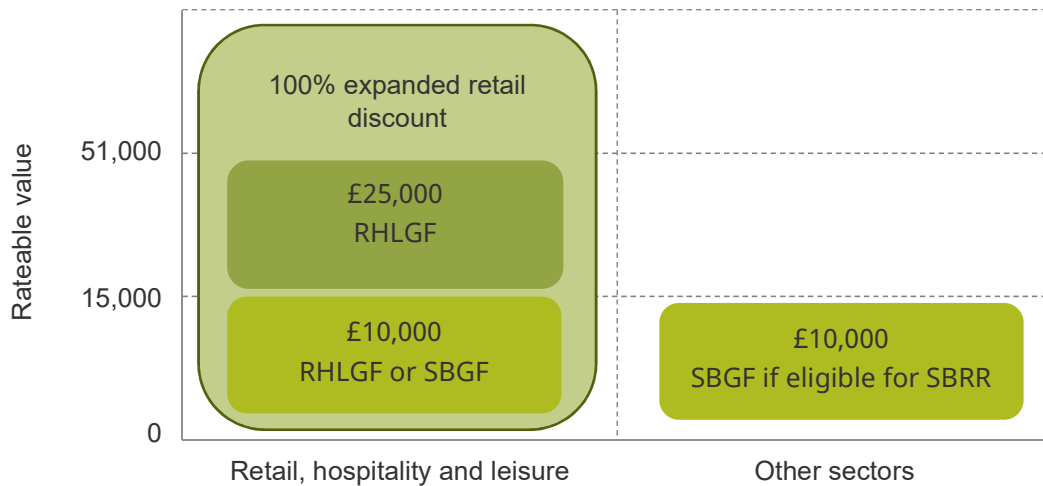 Rateable value
51,000
15,000
0
100% expanded retail
discount
£25,000
RHLGF
£10,000
RHLGF or SBGF
£10,000
SBGF if eligible for SBRR
Retail, hospitality and leisure
Other sectors